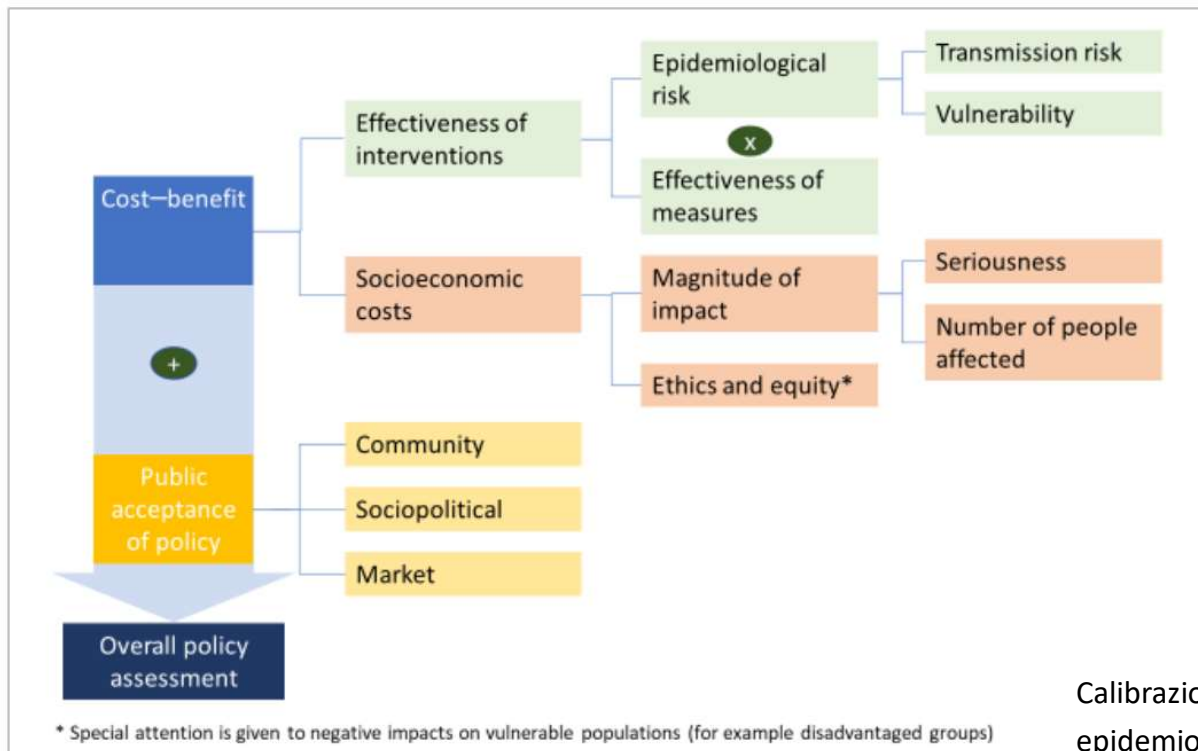 Cost—benefit
+
Public
acceptance
of policy
Overall policy
assessment
Effectiveness of
interventions
Socioeconomic
costs
Community
Sociopolitical
Market
Epidemiological
risk
x
Effectiveness of
measures
Magnitude of
impact
Ethics and equity*
Transmission risk
Vulnerability
Seriousness
Number of people
affected
* Special attention is given to negative impacts on vulnerable populations (for example disadvantaged groups)